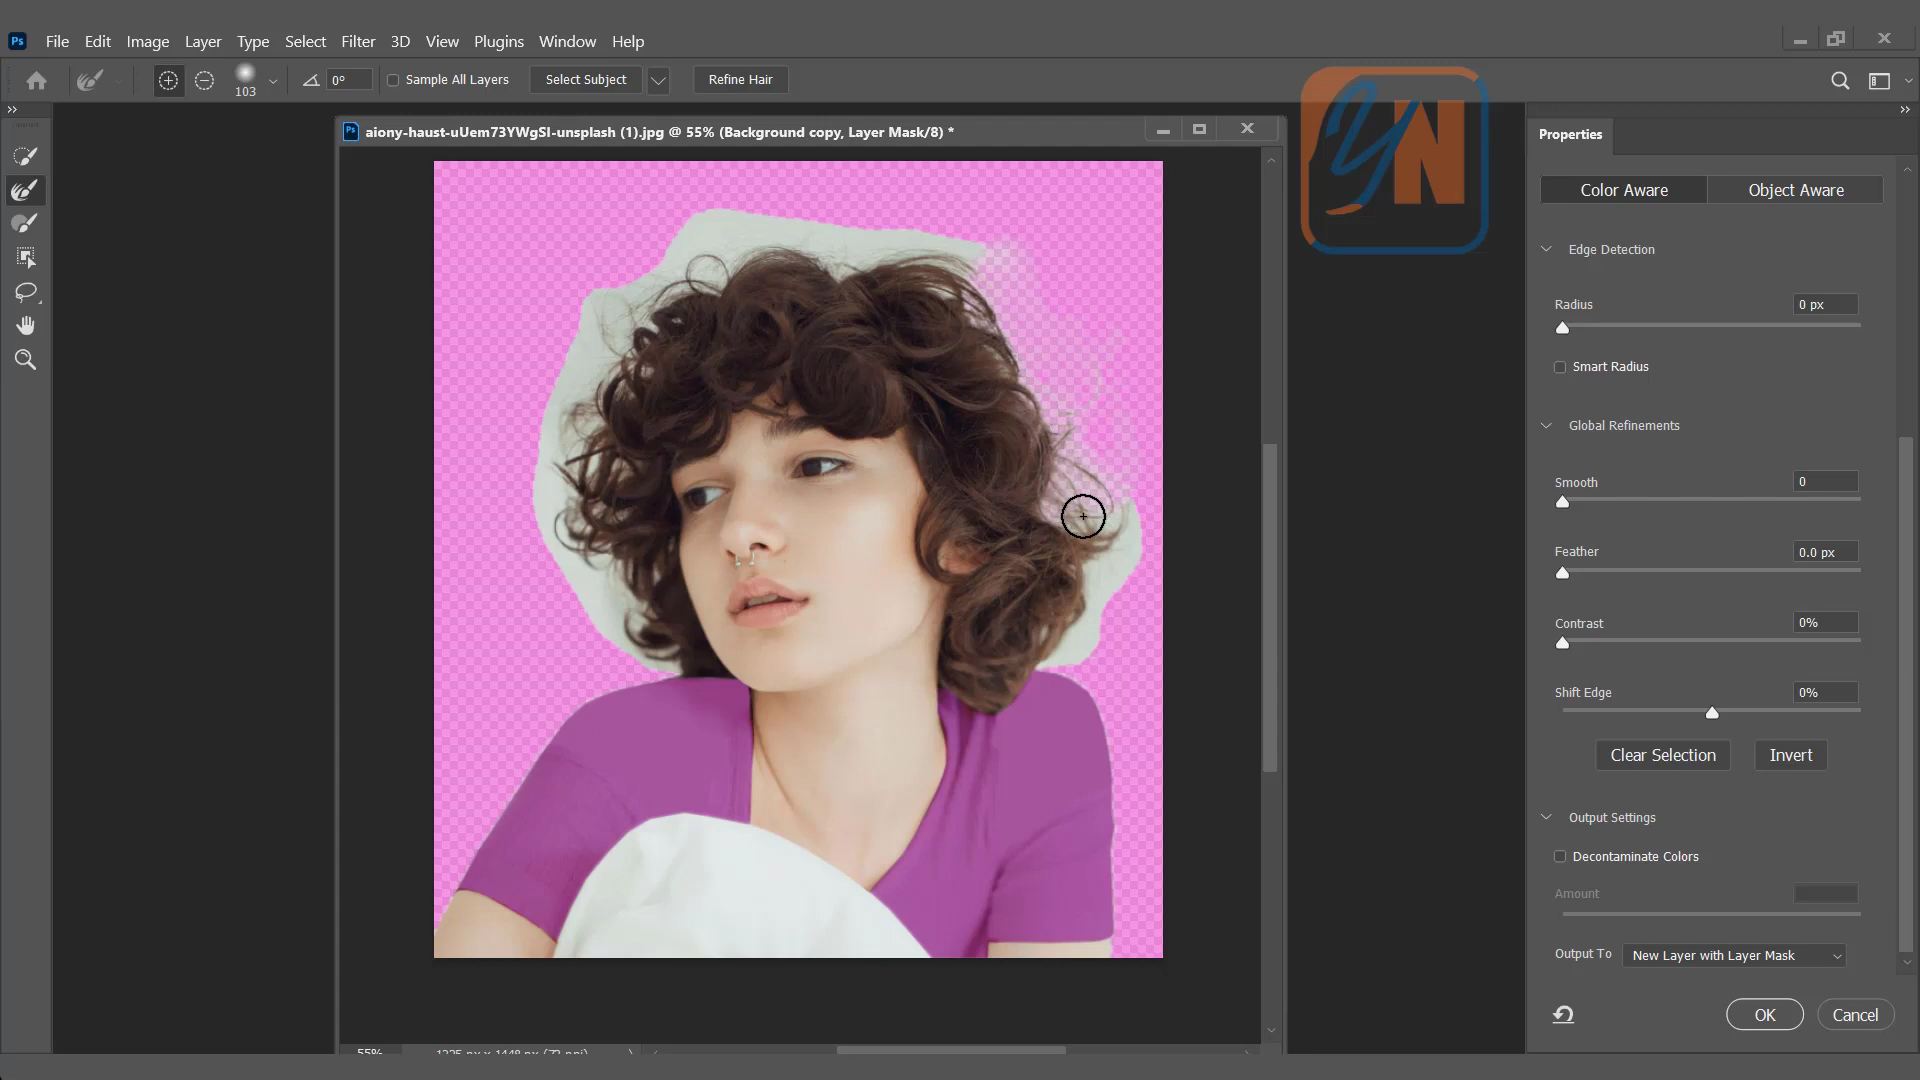 Ps File Edit Image Layer Type Select Filter 3D View Plugins Window Help
103 0° Sample All Layers Select Subject Refine Hair
YN
Ps aiony-haust-uUem73YWgSI-unsplash (1).jpg @ 55% (Background copy, Layer Mask/8) *
Properties
Color Aware Object Aware
Edge Detection
Radius 0 px
Smart Radius
Global Refinements
Smooth 0
Feather 0.0 px
Contrast 0%
Shift Edge 0%
Clear Selection Invert
Output Settings
Decontaminate Colors
Amount
Output To New Layer with Layer Mask
OK Cancel
55% 1225 px x 1448 px (72 ppi)